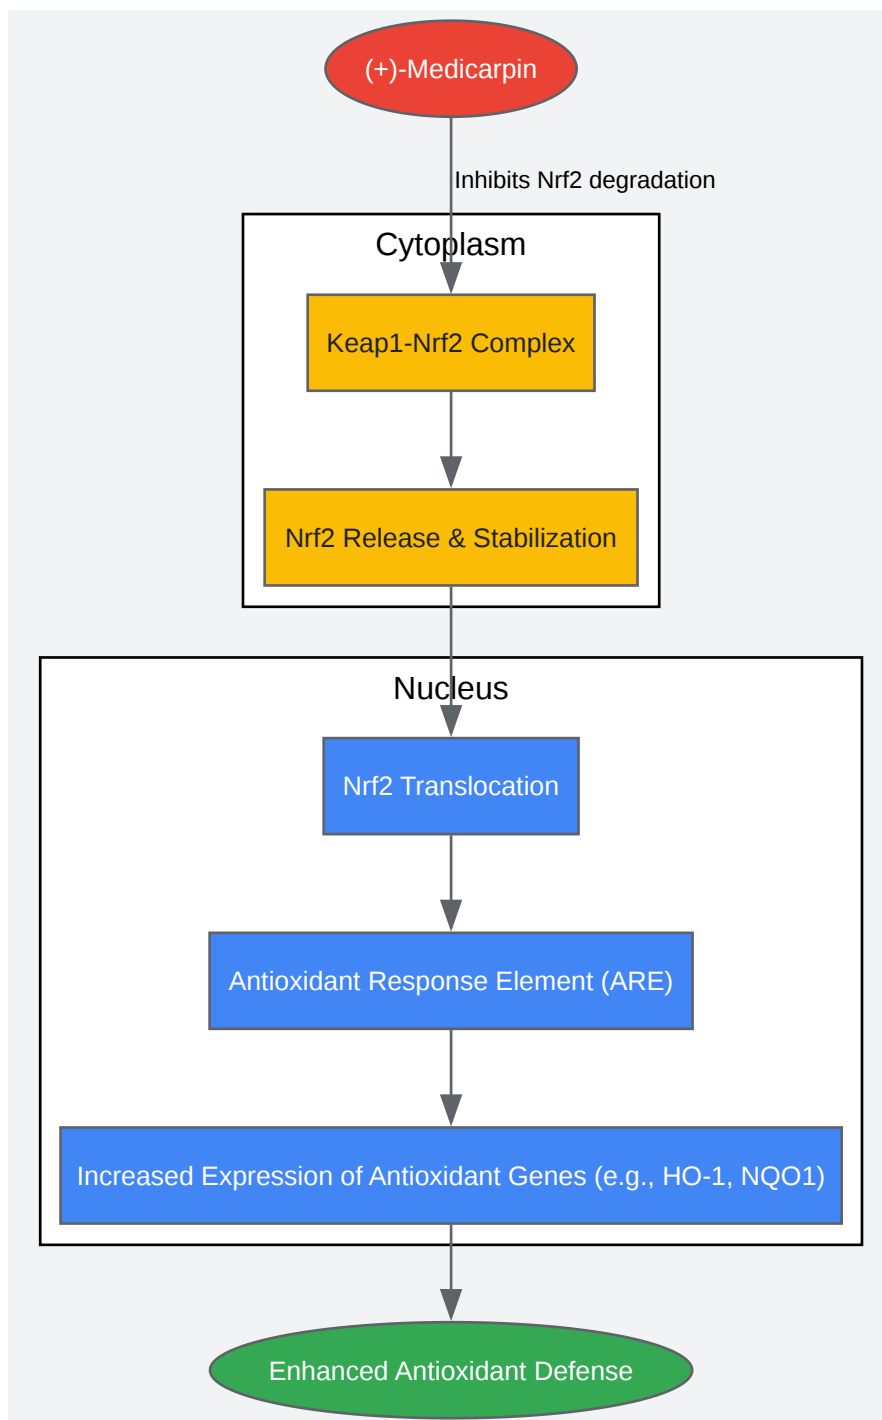 (+)-Medicarpin
Inhibits Nrf2 degradation
Cytoplasm
Keap1-Nrf2 Complex
Nrf2 Release & Stabilization
Nucleus
Nrf2 Translocation
Antioxidant Response Element (ARE)
Increased Expression of Antioxidant Genes (e.g., HO-1, NQO1)
Enhanced Antioxidant Defense